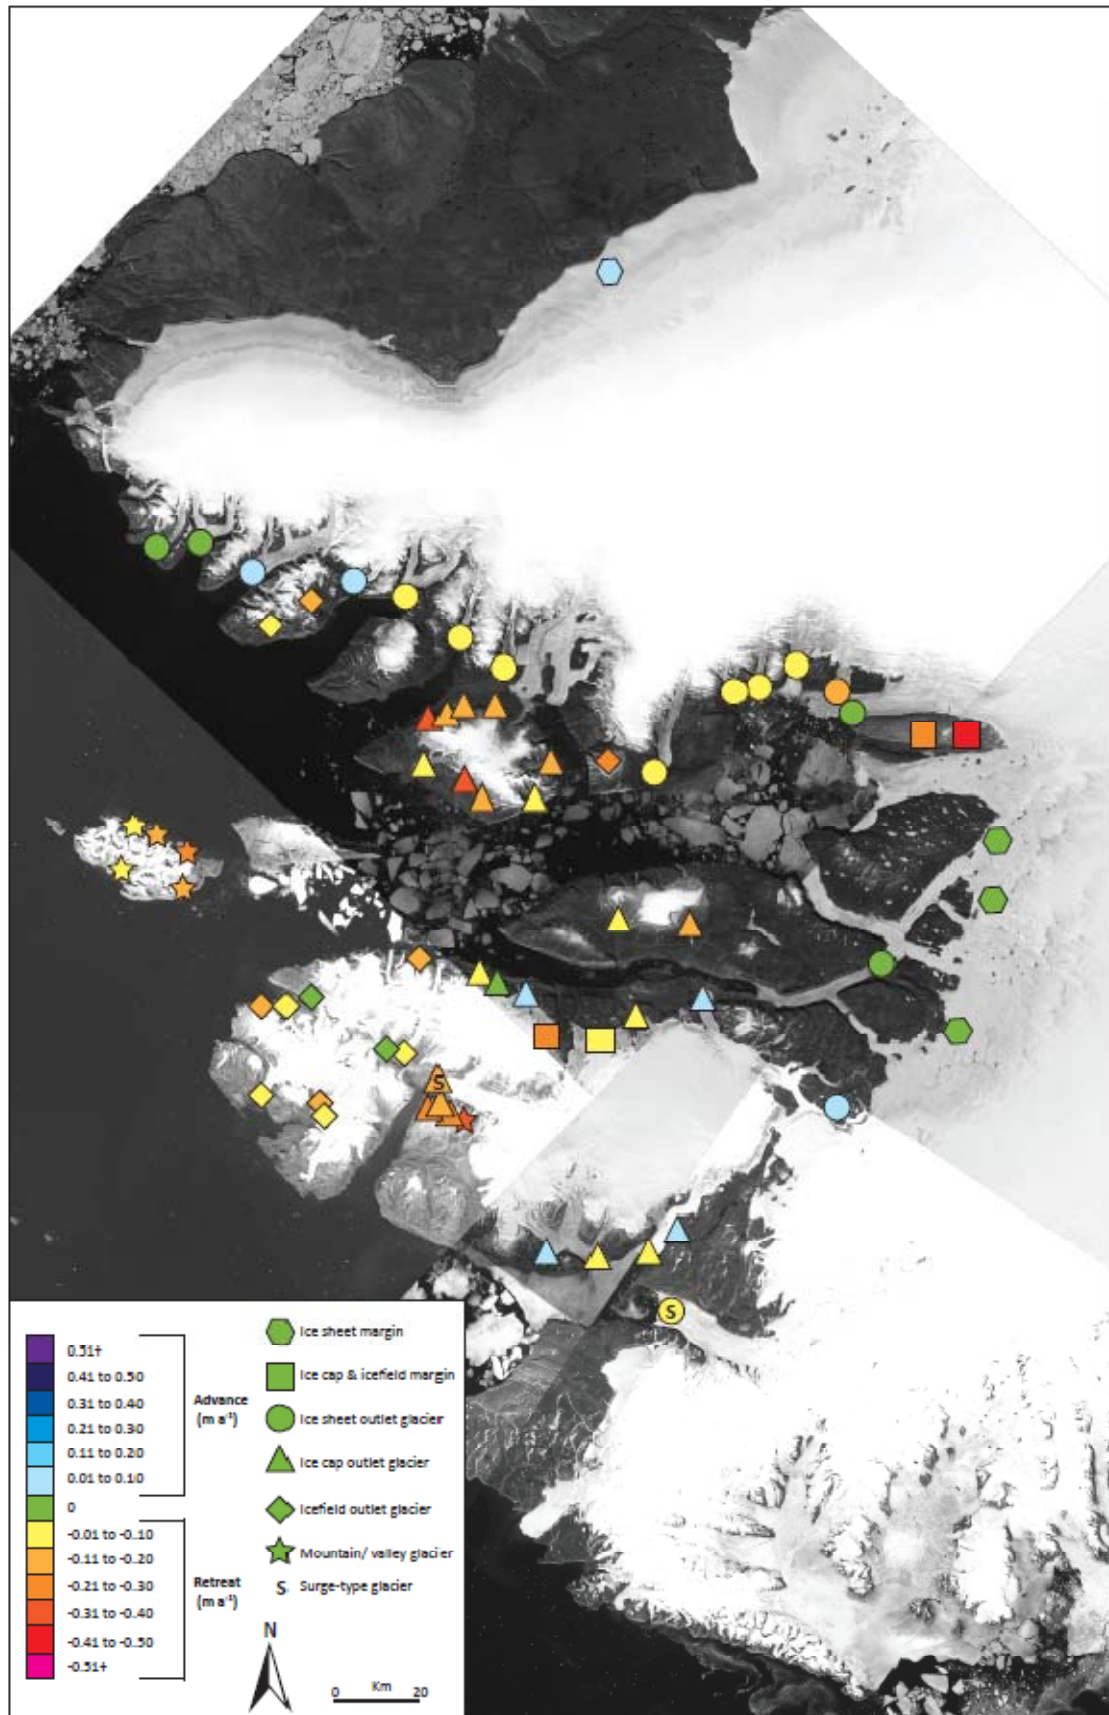 S
S
0.51+
0.41 to 0.50
0.31 to 0.40
0.21 to 0.30
0.11 to 0.20
0.01 to 0.10
0
-0.01 to -0.10
-0.11 to -0.20
-0.21 to -0.30
-0.31 to -0.40
-0.41 to -0.50
-0.51+
Advance
(m a⁻¹)
Retreat
(m a⁻¹)
Ice sheet margin
Ice cap & icefield margin
Ice sheet outlet glacier
Ice cap outlet glacier
Icefield outlet glacier
Mountain/ valley glacier
S Surge-type glacier
N
0 Km 20